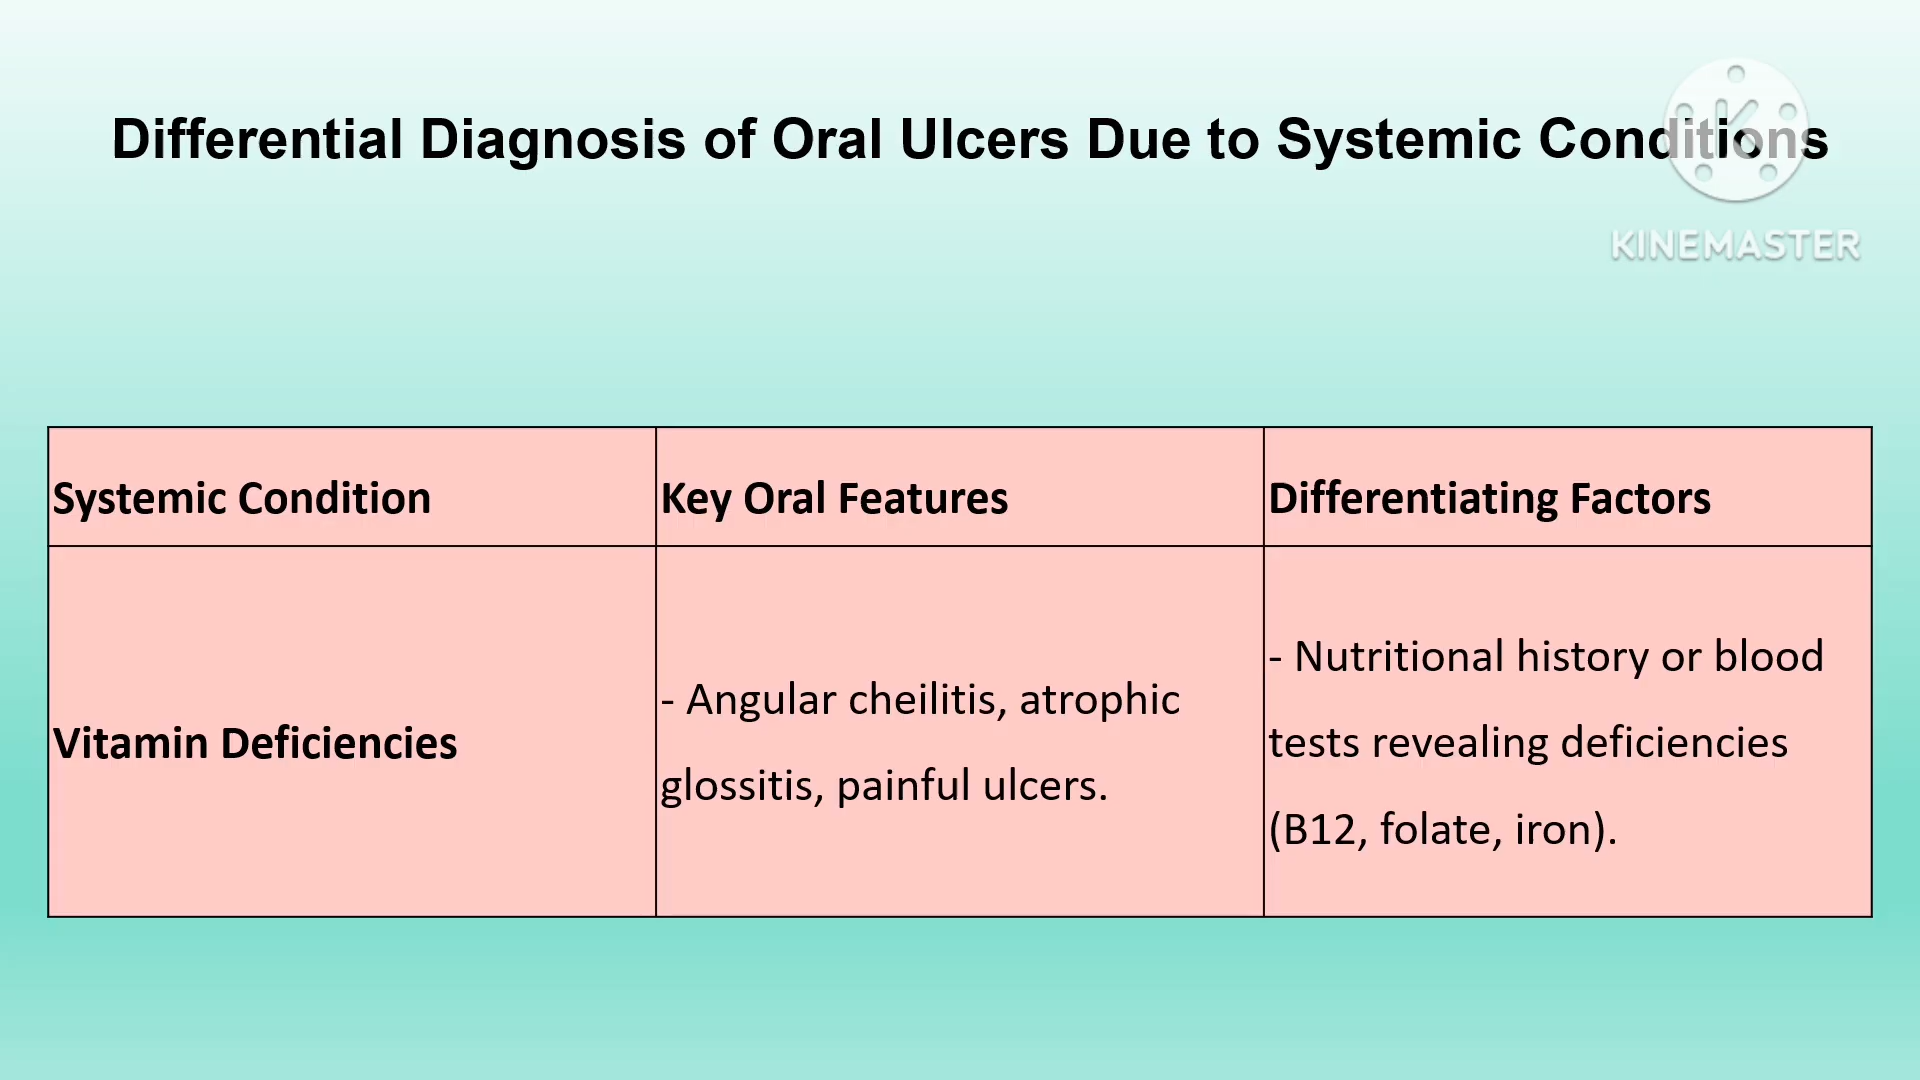 Differential Diagnosis of Oral Ulcers Due to Systemic Conditions
KINEMASTER
Systemic Condition
Key Oral Features
Differentiating Factors
Vitamin Deficiencies
- Angular cheilitis, atrophic
glossitis, painful ulcers.
- Nutritional history or blood
tests revealing deficiencies
(B12, folate, iron).